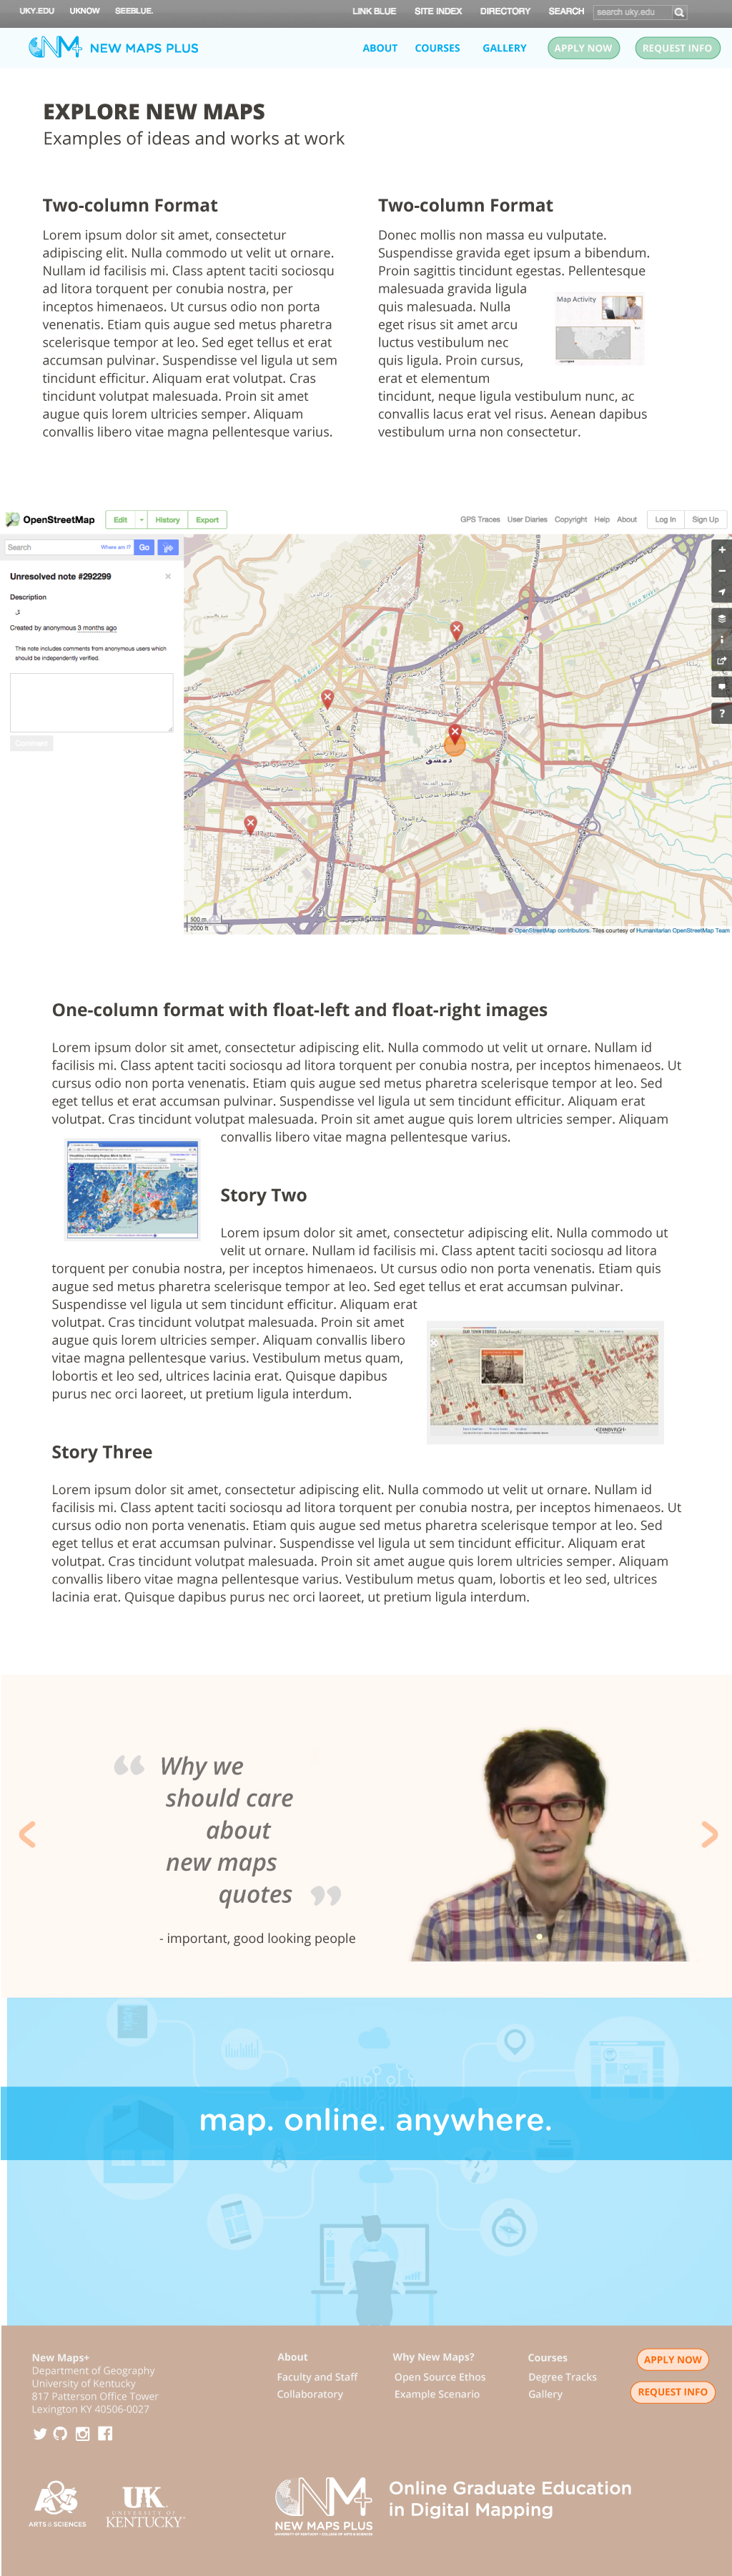 UKY.EDU UKNOW SEEBLUE. LINK BLUE SITE INDEX DIRECTORY SEARCH search uky.edu
NEW MAPS PLUS ABOUT COURSES GALLERY APPLY NOW REQUEST INFO
EXPLORE NEW MAPS
Examples of ideas and works at work
Two-column Format
Lorem ipsum dolor sit amet, consectetur
adipiscing elit. Nulla commodo ut velit ut ornare.
Nullam id facilisis mi. Class aptent taciti sociosqu
ad litora torquent per conubia nostra, per
inceptos himenaeos. Ut cursus odio non porta
venenatis. Etiam quis augue sed metus pharetra
scelerisque tempor at leo. Sed eget tellus et erat
accumsan pulvinar. Suspendisse vel ligula ut sem
tincidunt efficitur. Aliquam erat volutpat. Cras
tincidunt volutpat malesuada. Proin sit amet
augue quis lorem ultricies semper. Aliquam
convallis libero vitae magna pellentesque varius.
Two-column Format
Donec mollis non massa eu vulputate.
Suspendisse gravida eget ipsum a bibendum.
Proin sagittis tincidunt egestas. Pellentesque
malesuada gravida ligula
quis malesuada. Nulla
eget risus sit amet arcu
luctus vestibulum nec
quis ligula. Proin cursus,
erat et elementum
tincidunt, neque ligula vestibulum nunc, ac
convallis lacus erat vel risus. Aenean dapibus
vestibulum urna non consectetur.
Map Activity
OpenStreetMap Edit History Export GPS Traces User Diaries Copyright Help About Log In Sign Up
Search Where am I? Go
Unresolved note #292299
Description
Created by anonymous 3 months ago
This note includes comments from anonymous users which
should be independently verified.
Comment
دمشق
500 m
2000 ft
© OpenStreetMap contributors. Tiles courtesy of Humanitarian OpenStreetMap Team
One-column format with float-left and float-right images
Lorem ipsum dolor sit amet, consectetur adipiscing elit. Nulla commodo ut velit ut ornare. Nullam id
facilisis mi. Class aptent taciti sociosqu ad litora torquent per conubia nostra, per inceptos himenaeos. Ut
cursus odio non porta venenatis. Etiam quis augue sed metus pharetra scelerisque tempor at leo. Sed
eget tellus et erat accumsan pulvinar. Suspendisse vel ligula ut sem tincidunt efficitur. Aliquam erat
volutpat. Cras tincidunt volutpat malesuada. Proin sit amet augue quis lorem ultricies semper. Aliquam
convallis libero vitae magna pellentesque varius.
Story Two
Lorem ipsum dolor sit amet, consectetur adipiscing elit. Nulla commodo ut
velit ut ornare. Nullam id facilisis mi. Class aptent taciti sociosqu ad litora
torquent per conubia nostra, per inceptos himenaeos. Ut cursus odio non porta venenatis. Etiam quis
augue sed metus pharetra scelerisque tempor at leo. Sed eget tellus et erat accumsan pulvinar.
Suspendisse vel ligula ut sem tincidunt efficitur. Aliquam erat
volutpat. Cras tincidunt volutpat malesuada. Proin sit amet
augue quis lorem ultricies semper. Aliquam convallis libero
vitae magna pellentesque varius. Vestibulum metus quam,
lobortis et leo sed, ultrices lacinia erat. Quisque dapibus
purus nec orci laoreet, ut pretium ligula interdum.
OUR TOWN STORIES
EDINBVRGH
Story Three
Lorem ipsum dolor sit amet, consectetur adipiscing elit. Nulla commodo ut velit ut ornare. Nullam id
facilisis mi. Class aptent taciti sociosqu ad litora torquent per conubia nostra, per inceptos himenaeos. Ut
cursus odio non porta venenatis. Etiam quis augue sed metus pharetra scelerisque tempor at leo. Sed
eget tellus et erat accumsan pulvinar. Suspendisse vel ligula ut sem tincidunt efficitur. Aliquam erat
volutpat. Cras tincidunt volutpat malesuada. Proin sit amet augue quis lorem ultricies semper. Aliquam
convallis libero vitae magna pellentesque varius. Vestibulum metus quam, lobortis et leo sed, ultrices
lacinia erat. Quisque dapibus purus nec orci laoreet, ut pretium ligula interdum.
“ Why we
should care
about
new maps
quotes ”
- important, good looking people
map. online. anywhere.
New Maps+
Department of Geography
University of Kentucky
817 Patterson Office Tower
Lexington KY 40506-0027
About
Faculty and Staff
Collaboratory
Why New Maps?
Open Source Ethos
Example Scenario
Courses
Degree Tracks
Gallery
APPLY NOW
REQUEST INFO
A&S
ARTS & SCIENCES
UK
UNIVERSITY OF
KENTUCKY
NEW MAPS PLUS
UNIVERSITY OF KENTUCKY • COLLEGE OF ARTS & SCIENCES
Online Graduate Education
in Digital Mapping